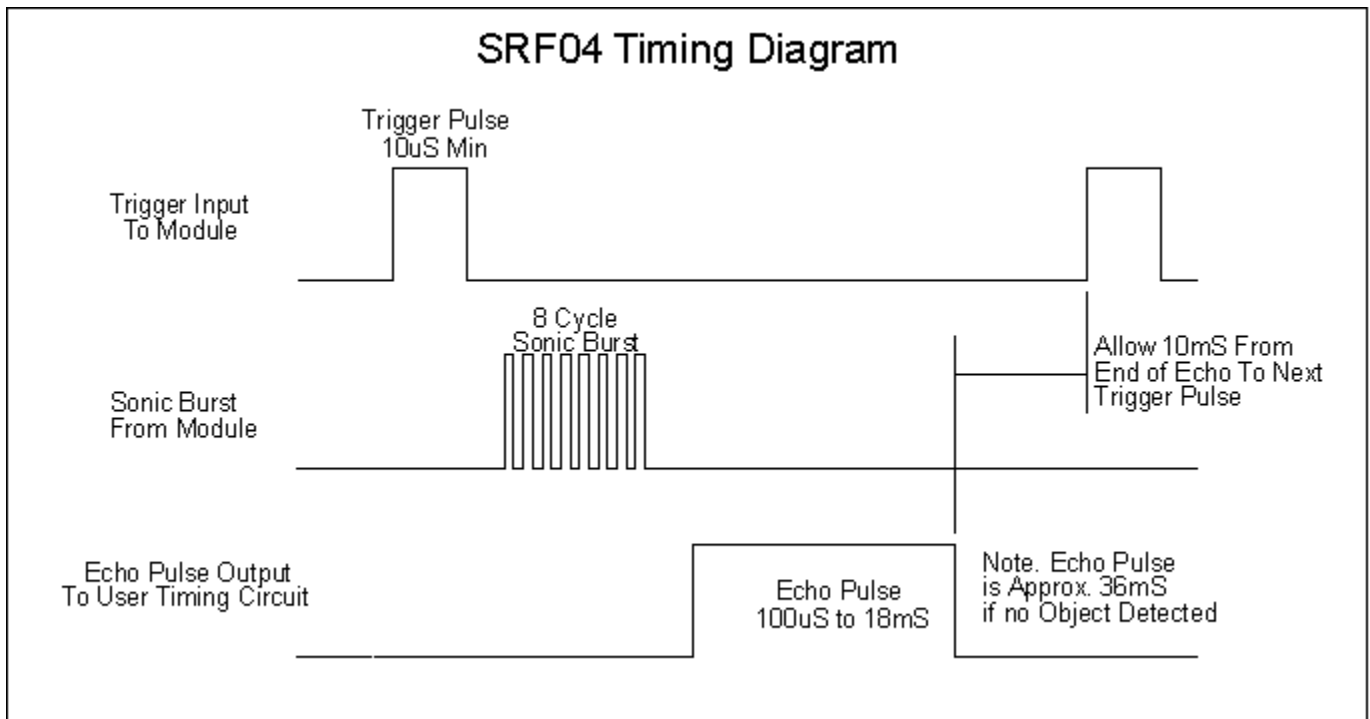 SRF04 Timing Diagram
Trigger Pulse
10uS Min
Trigger Input
To Module
8 Cycle
Sonic Burst
Allow 10mS From
End of Echo To Next
Trigger Pulse
Sonic Burst
From Module
Echo Pulse Output
To User Timing Circuit
Echo Pulse
100uS to 18mS
Note. Echo Pulse
is Approx. 36mS
if no Object Detected